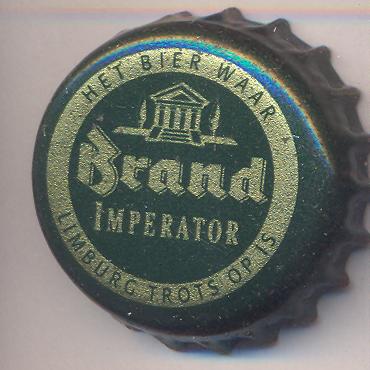 HET BIER WAAR
Brand
IMPERATOR
LIMBURG TROTS OP IS